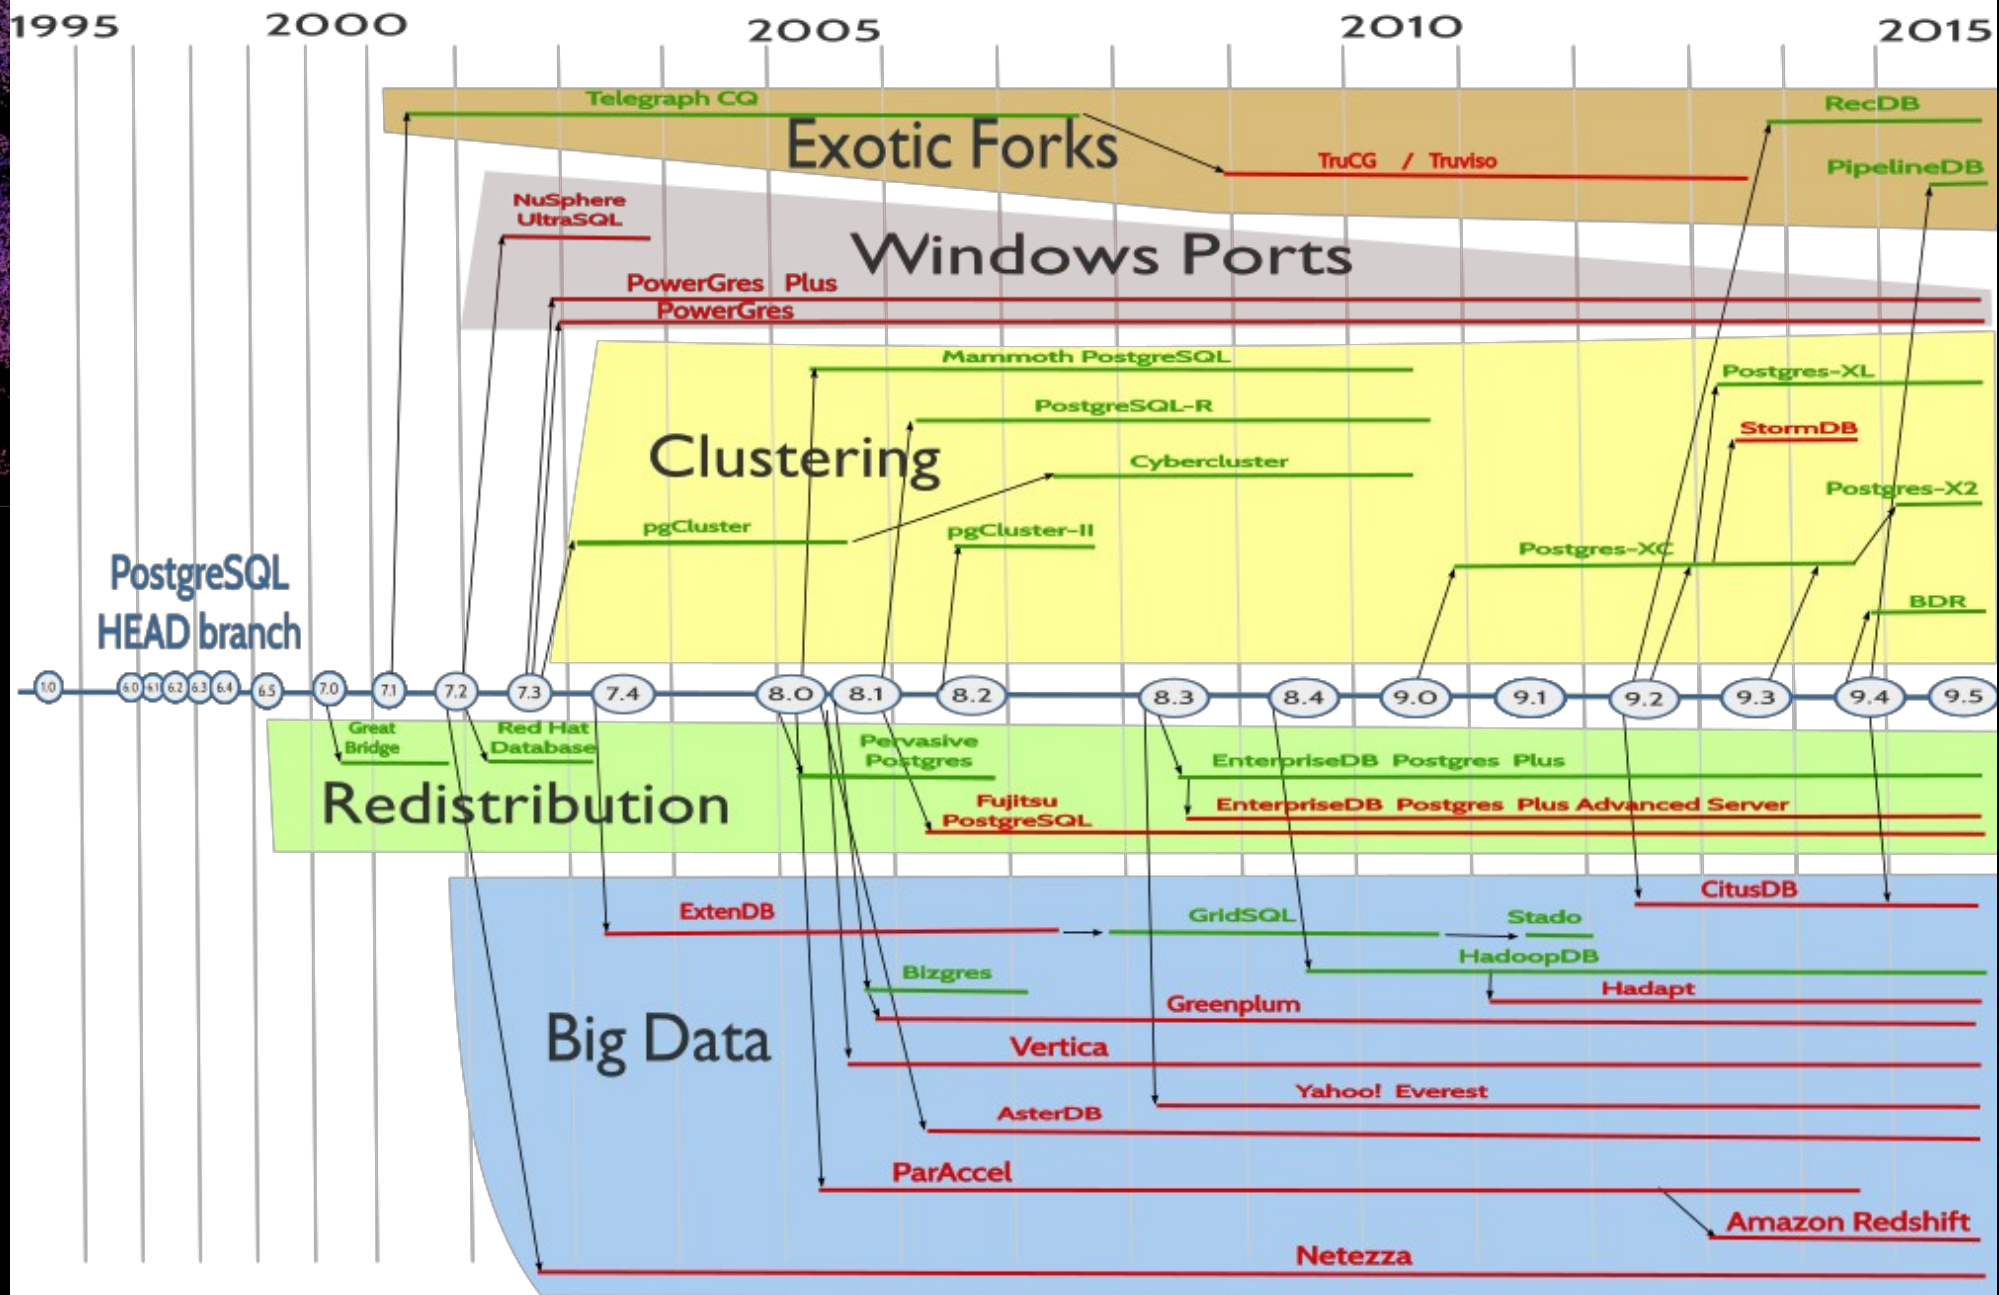 1995
2000
2005
2010
2015
Telegraph CQ
RecDB
Exotic Forks
TruCG / Truviso
PipelineDB
NuSphere
UltraSQL
Windows Ports
PowerGres Plus
PowerGres
Mammoth PostgreSQL
Postgres-XL
PostgreSQL-R
StormDB
Clustering
Cybercluster
Postgres-X2
pgCluster
pgCluster-II
Postgres-XC
BDR
PostgreSQL
HEAD branch
1.0
6.0
6.1
6.2
6.3
6.4
6.5
7.0
7.1
7.2
7.3
7.4
8.0
8.1
8.2
8.3
8.4
9.0
9.1
9.2
9.3
9.4
9.5
Great
Bridge
Red Hat
Database
Pervasive
Postgres
EnterpriseDB Postgres Plus
Redistribution
Fujitsu
PostgreSQL
EnterpriseDB Postgres Plus Advanced Server
CitusDB
ExtenDB
GridSQL
Stado
HadoopDB
Bizgres
Hadapt
Greenplum
Big Data
Vertica
Yahoo! Everest
AsterDB
ParAccel
Amazon Redshift
Netezza